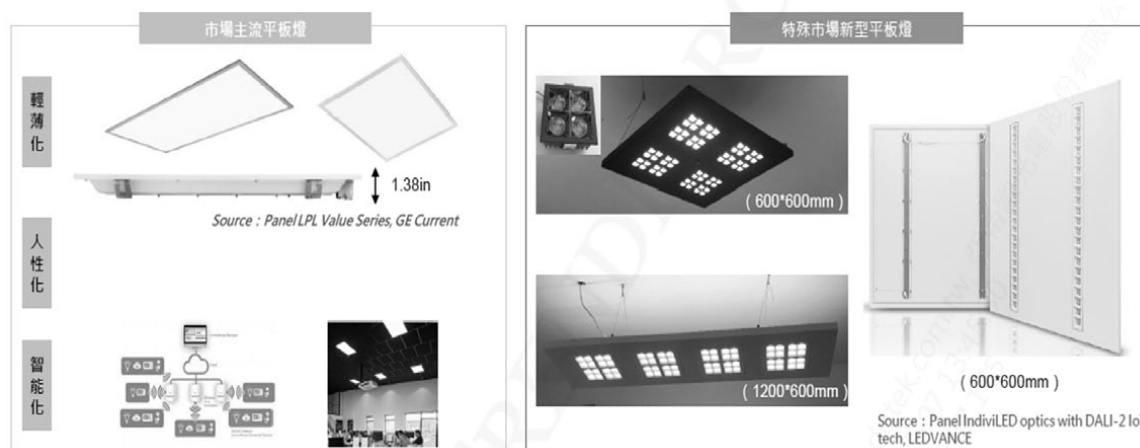 市場主流平板燈
輕薄化
1.38in
Source : Panel LPL Value Series, GE Current
人性化
智能化
特殊市場新型平板燈
( 600*600mm )
( 1200*600mm )
( 600*600mm )
Source : Panel IndiviLED optics with DALI-2 Io
tech, LEDVANCE